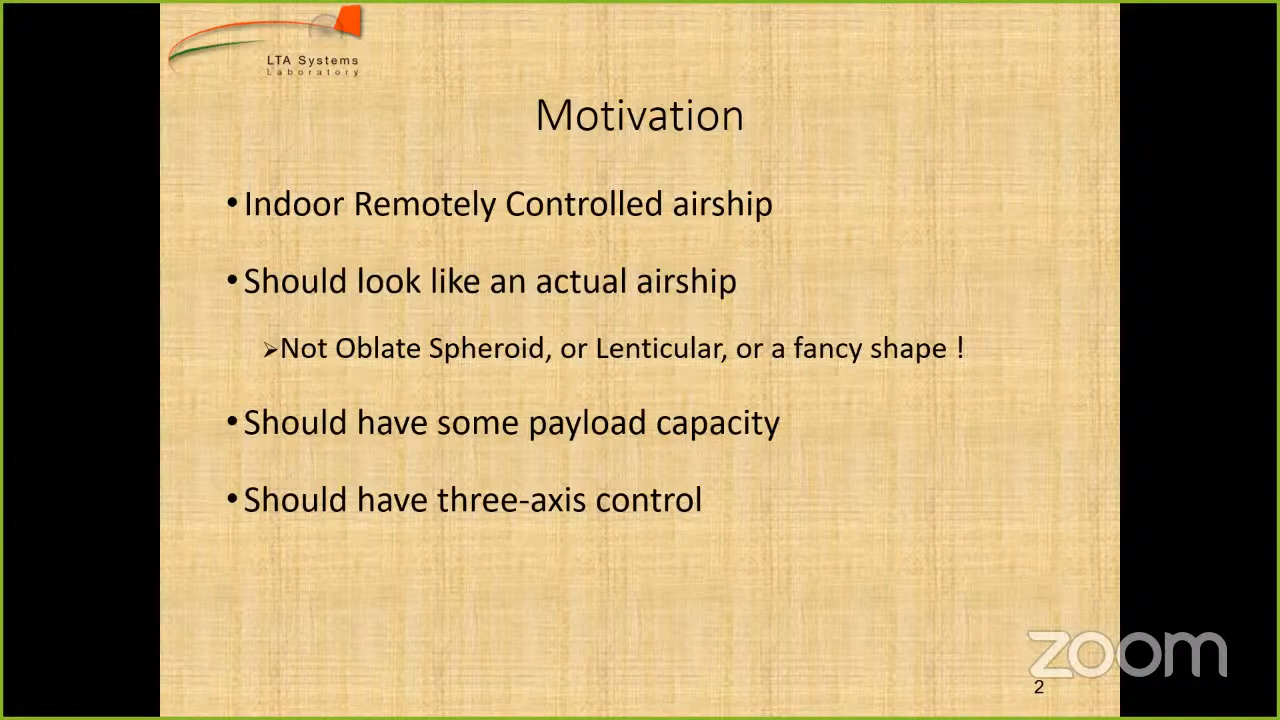 LTA Systems
Laboratory
Motivation
•Indoor Remotely Controlled airship
•Should look like an actual airship
➢Not Oblate Spheroid, or Lenticular, or a fancy shape !
•Should have some payload capacity
•Should have three-axis control
zoom
2